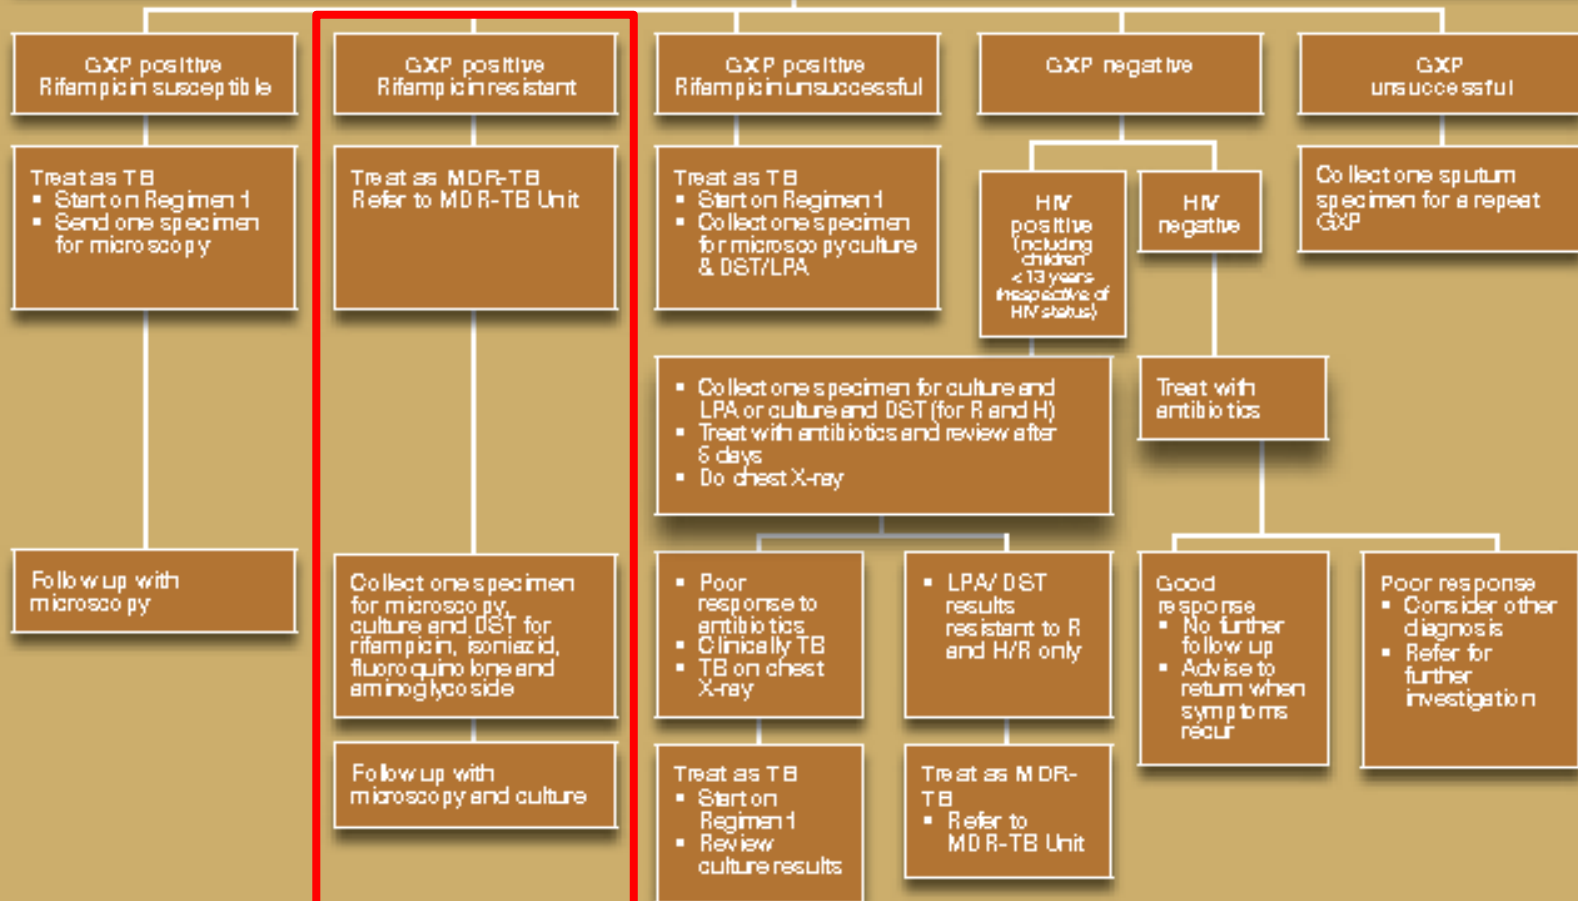 GXP positive
Rifampicin susceptible
GXP positive
Rifampicin resistant
GXP positive
Rifampicin unsuccessful
GXP negative
GXP
unsuccessful
Treat as TB
▪ Start on Regimen 1
▪ Send one specimen
for microscopy
Treat as MDR-TB
Refer to MDR-TB Unit
Treat as TB
▪ Start on Regimen 1
▪ Collect one specimen
for microscopy culture
& DST/LPA
HIV
positive
(including
children
<13 years
irrespective of
HIV status)
HIV
negative
Collect one sputum
specimen for a repeat
GXP
▪ Collect one specimen for culture and
LPA or culture and DST (for R and H)
▪ Treat with antibiotics and review after
5 days
▪ Do chest X-ray
Treat with
antibiotics
Follow up with
microscopy
Collect one specimen
for microscopy,
culture and DST for
rifampicin, isoniazid,
fluoroquinolone and
aminoglycoside
▪ Poor
response to
antibiotics
▪ Clinically TB
▪ TB on chest
X-ray
▪ LPA/ DST
results
resistant to R
and H/R only
Good
response
▪ No further
follow up
▪ Advise to
return when
symptoms
recur
Poor response
▪ Consider other
diagnosis
▪ Refer for
further
investigation
Follow up with
microscopy and culture
Treat as TB
▪ Start on
Regimen 1
▪ Review
culture results
Treat as MDR-
TB
▪ Refer to
MDR-TB Unit